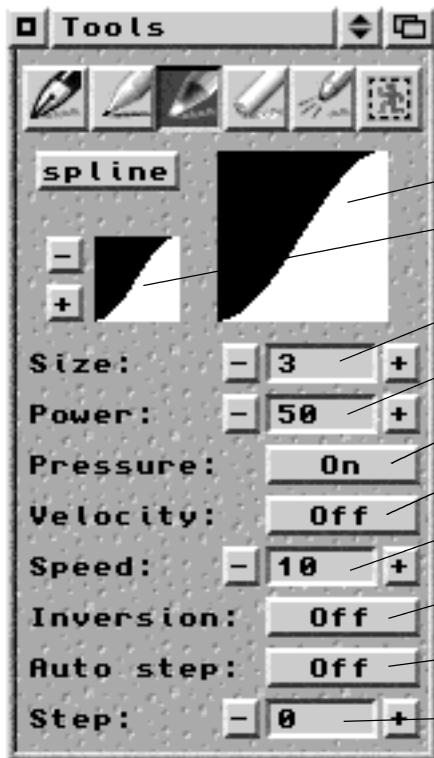 Tools
spline
-
+
Size: - 3 +
Power: - 50 +
Pressure: On
Velocity: Off
Speed: - 10 +
Inversion: Off
Auto step: Off
Step: - 0 +